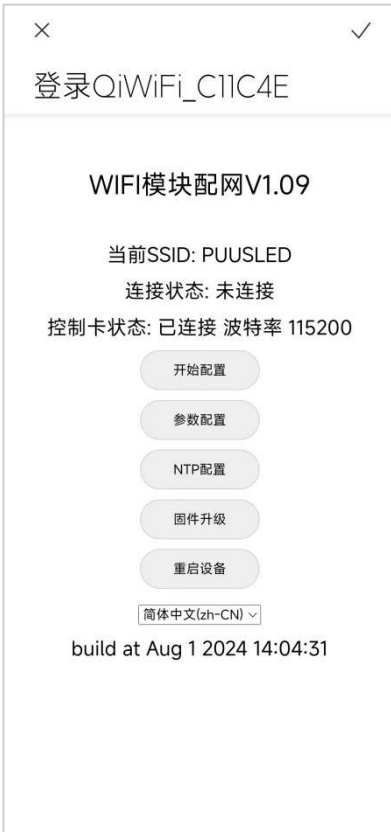 登录QiWiFi_C11C4E
WIFI模块配网V1.09
当前SSID: PUUSLED
连接状态: 未连接
控制卡状态: 已连接 波特率 115200
开始配置
参数配置
NTP配置
固件升级
重启设备
简体中文(zh-CN)
build at Aug 1 2024 14:04:31